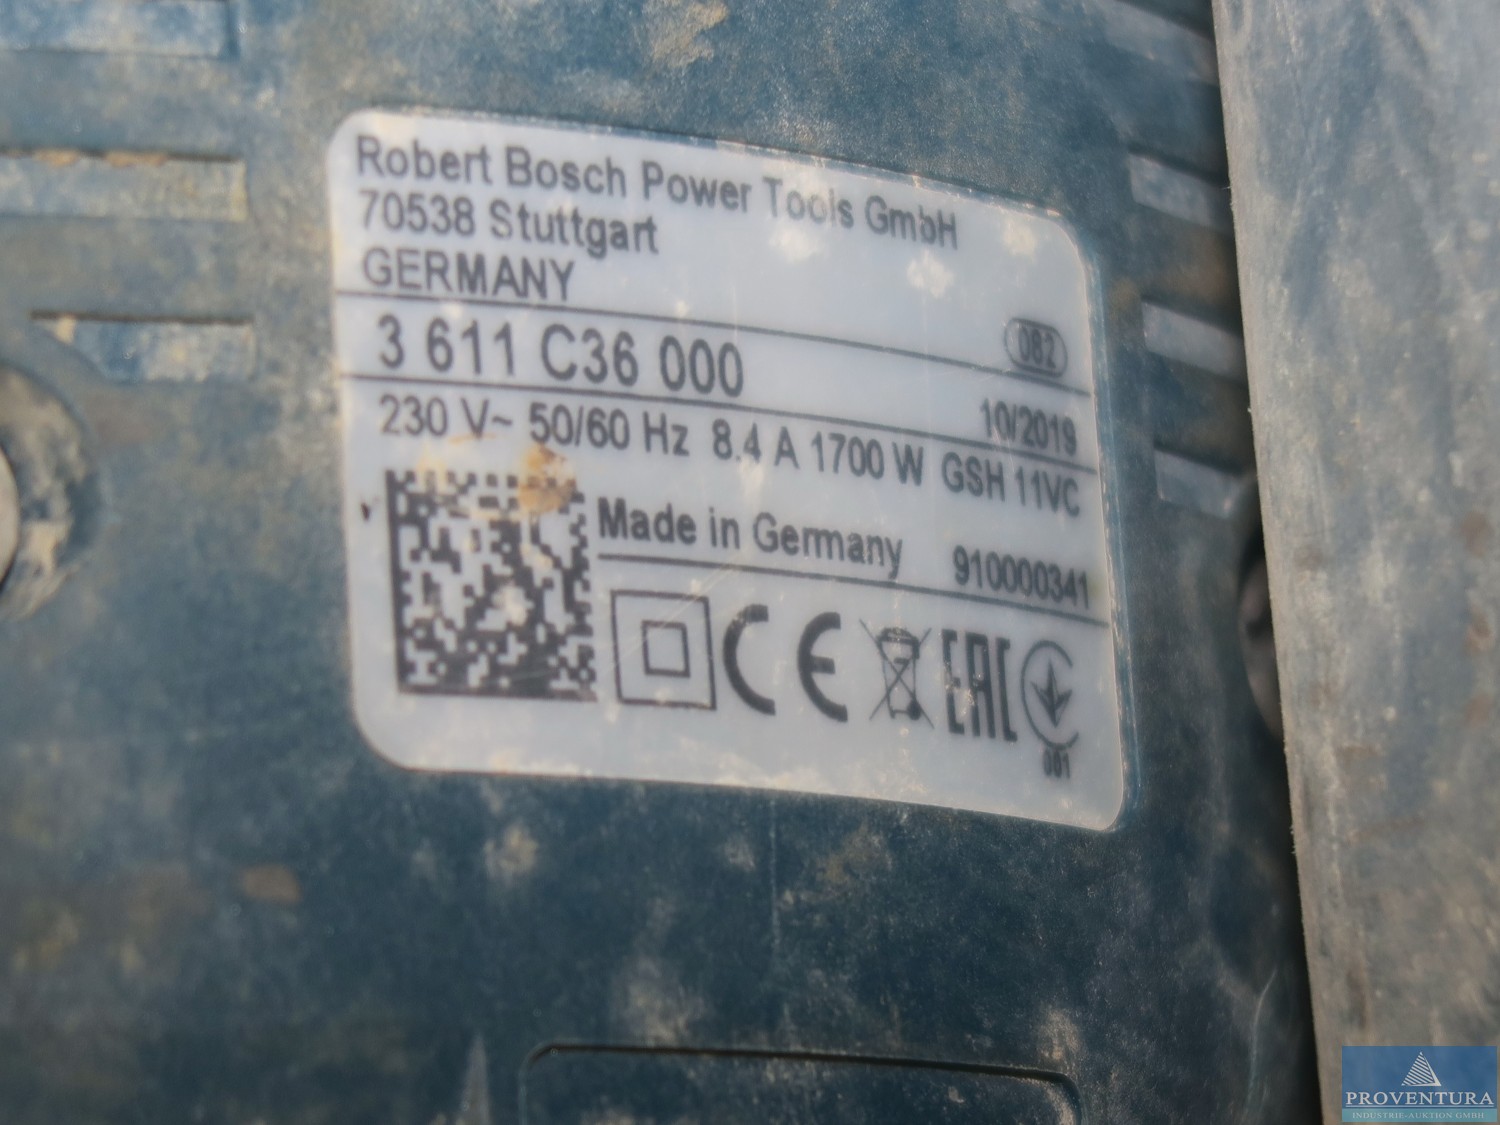 Robert Bosch Power Tools GmbH
70538 Stuttgart
GERMANY
082
3 611 C36 000
10/2019
230 V~ 50/60 Hz 8.4 A 1700 W GSH 11VC
Made in Germany 910000341
CE EAC
001
PROVENTURA
INDUSTRIE-AUKTION GMBH